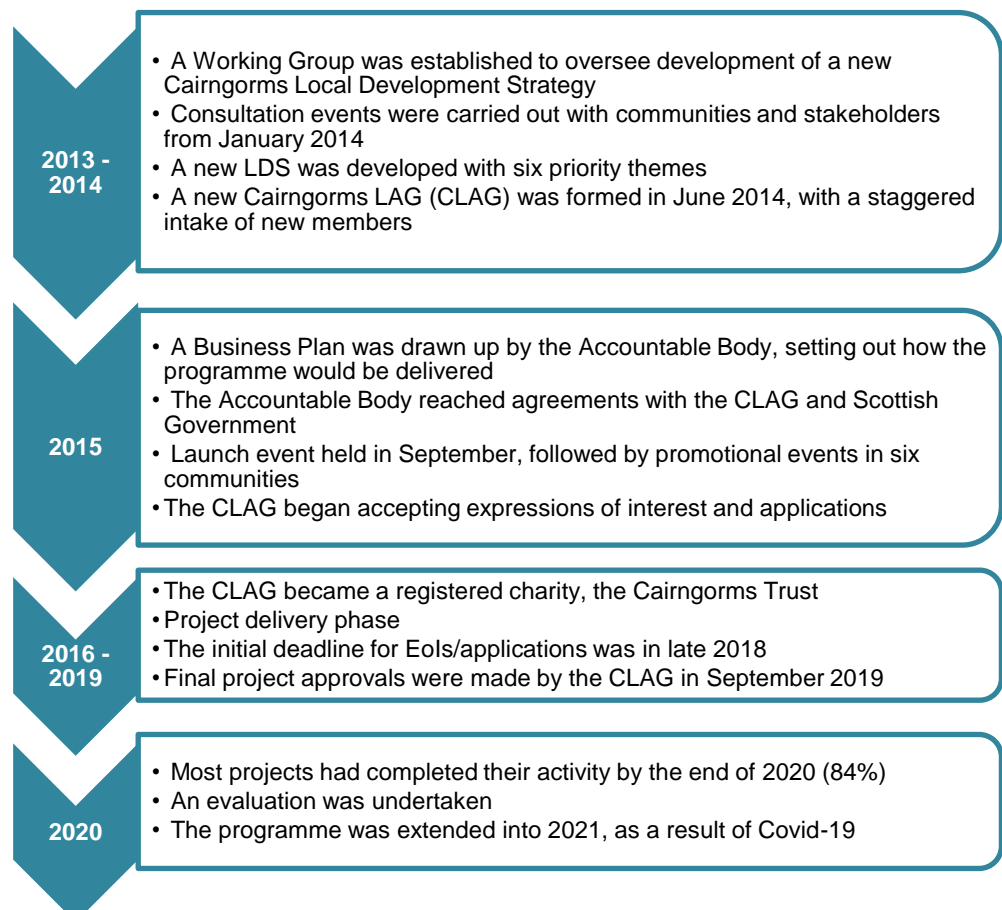 2013 -
2014
• A Working Group was established to oversee development of a new
Cairngorms Local Development Strategy
• Consultation events were carried out with communities and stakeholders
from January 2014
• A new LDS was developed with six priority themes
• A new Cairngorms LAG (CLAG) was formed in June 2014, with a staggered
intake of new members
2015
• A Business Plan was drawn up by the Accountable Body, setting out how the
programme would be delivered
• The Accountable Body reached agreements with the CLAG and Scottish
Government
• Launch event held in September, followed by promotional events in six
communities
• The CLAG began accepting expressions of interest and applications
2016 -
2019
• The CLAG became a registered charity, the Cairngorms Trust
• Project delivery phase
• The initial deadline for EoIs/applications was in late 2018
• Final project approvals were made by the CLAG in September 2019
2020
• Most projects had completed their activity by the end of 2020 (84%)
• An evaluation was undertaken
• The programme was extended into 2021, as a result of Covid-19